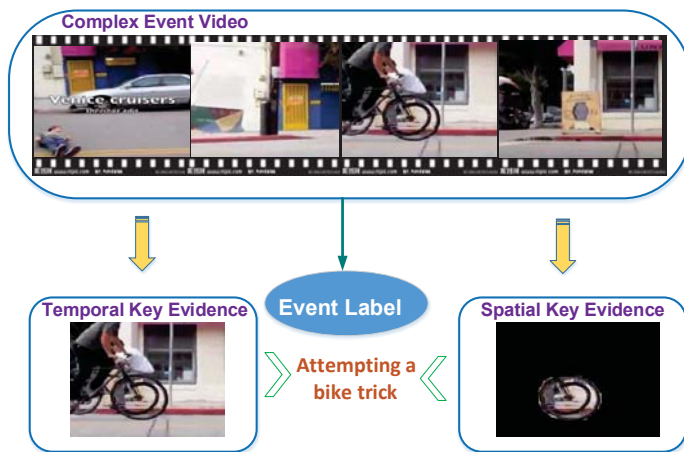 Complex Event Video
Venice cruisers
Temporal Key Evidence
Event Label
Spatial Key Evidence
Attempting a
bike trick